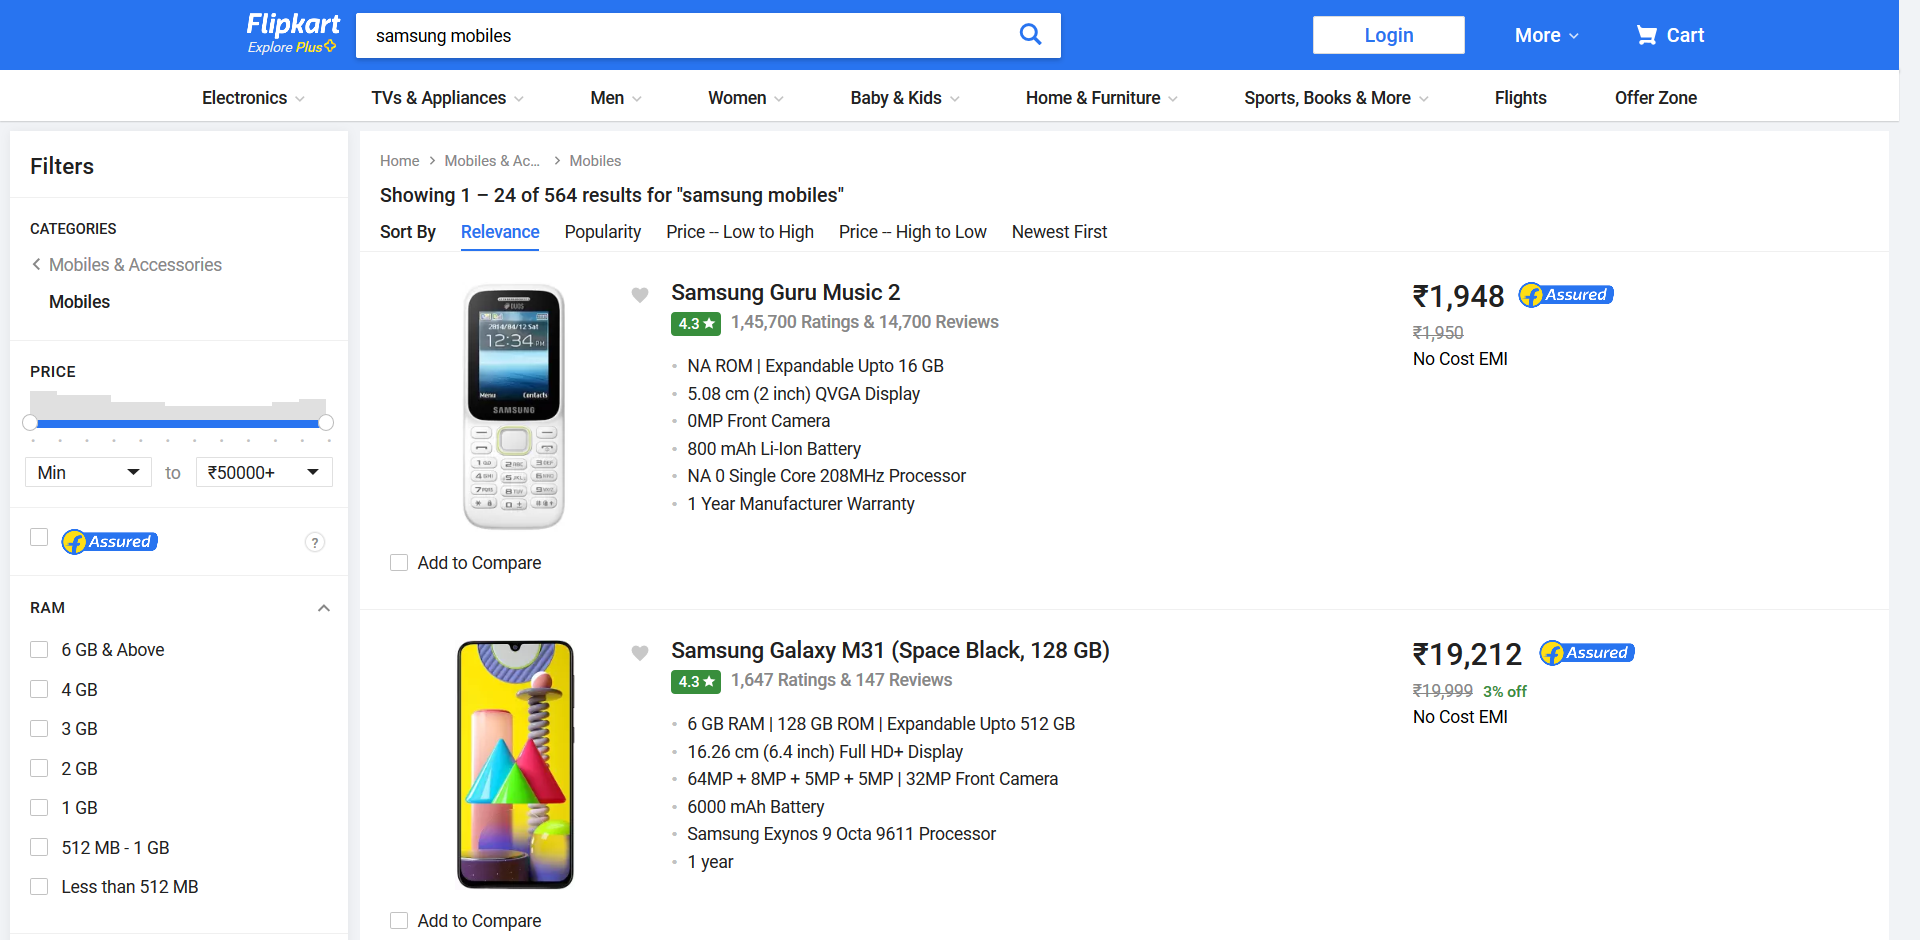 Flipkart
Explore Plus
samsung mobiles
Login
More
Cart
Electronics
TVs & Appliances
Men
Women
Baby & Kids
Home & Furniture
Sports, Books & More
Flights
Offer Zone
Filters
CATEGORIES
Mobiles & Accessories
Mobiles
PRICE
Min
to
₹50000+
Assured
?
RAM
6 GB & Above
4 GB
3 GB
2 GB
1 GB
512 MB - 1 GB
Less than 512 MB
Home
Mobiles & Ac...
Mobiles
Showing 1 – 24 of 564 results for "samsung mobiles"
Sort By
Relevance
Popularity
Price -- Low to High
Price -- High to Low
Newest First
DUOS
2014/04/12 Sat
12:34 PM
Menu
Contacts
SAMSUNG
Samsung Guru Music 2
4.3★ 1,45,700 Ratings & 14,700 Reviews
NA ROM | Expandable Upto 16 GB
5.08 cm (2 inch) QVGA Display
0MP Front Camera
800 mAh Li-Ion Battery
NA 0 Single Core 208MHz Processor
1 Year Manufacturer Warranty
₹1,948
Assured
₹1,950
No Cost EMI
Add to Compare
Samsung Galaxy M31 (Space Black, 128 GB)
4.3★ 1,647 Ratings & 147 Reviews
6 GB RAM | 128 GB ROM | Expandable Upto 512 GB
16.26 cm (6.4 inch) Full HD+ Display
64MP + 8MP + 5MP + 5MP | 32MP Front Camera
6000 mAh Battery
Samsung Exynos 9 Octa 9611 Processor
1 year
₹19,212
Assured
₹19,999 3% off
No Cost EMI
Add to Compare